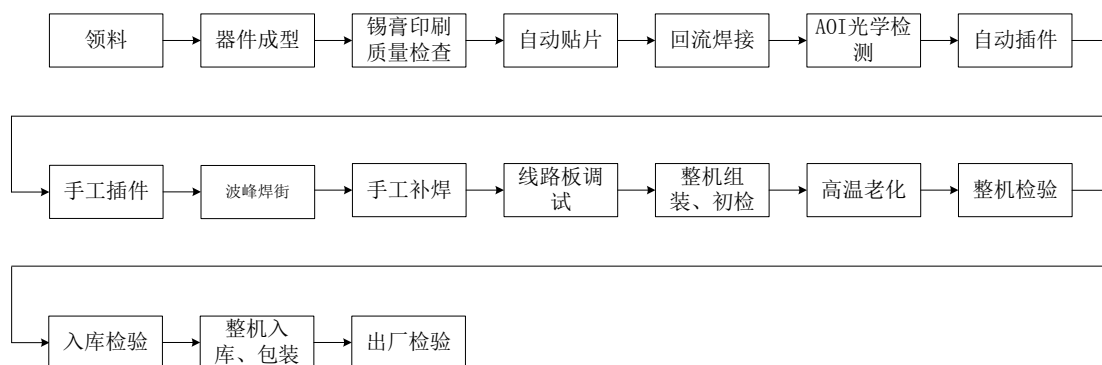 领料
器件成型
锡膏印刷
质量检查
自动贴片
回流焊接
AOI光学检
测
自动插件
手工插件
波峰焊街
手工补焊
线路板调
试
整机组
装、初检
高温老化
整机检验
入库检验
整机入
库、包装
出厂检验